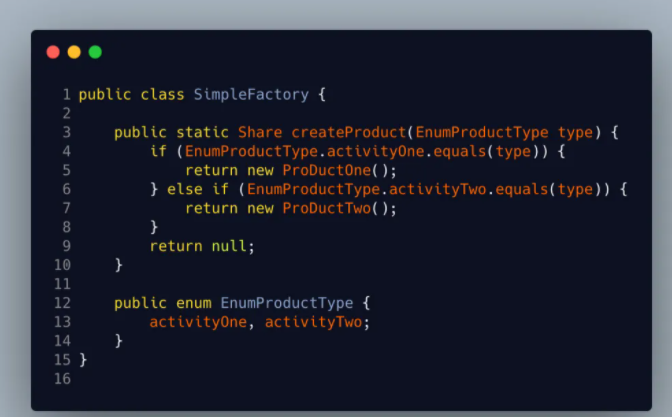 1 public class SimpleFactory {
2
3     public static Share createProduct(EnumProductType type) {
4         if (EnumProductType.activityOne.equals(type)) {
5             return new ProDuctOne();
6         } else if (EnumProductType.activityTwo.equals(type)) {
7             return new ProDuctTwo();
8         }
9         return null;
10     }
11
12     public enum EnumProductType {
13         activityOne, activityTwo;
14     }
15 }
16